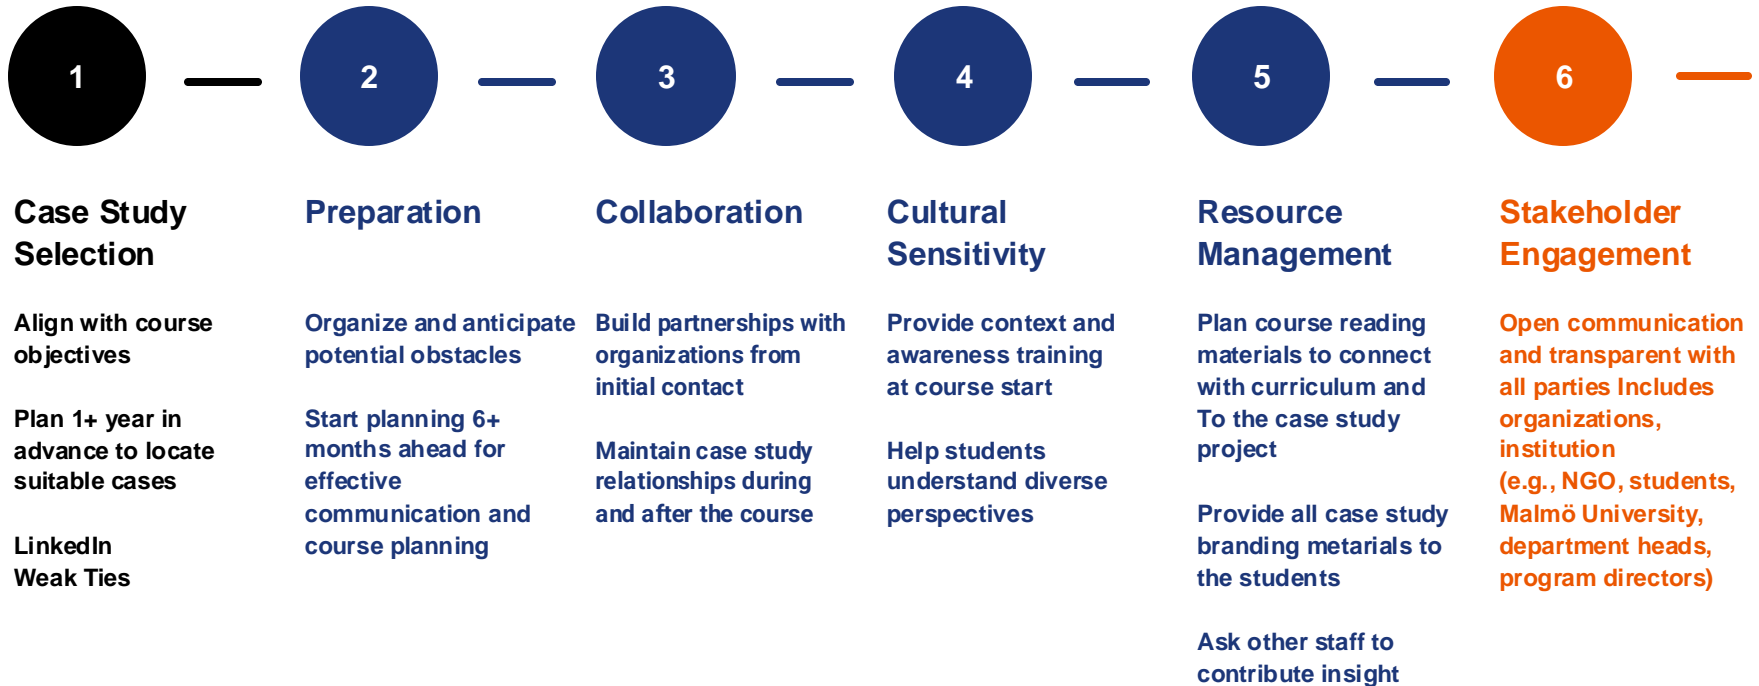 1
2
3
4
5
6
Case Study
Selection
Align with course
objectives
Plan 1+ year in
advance to locate
suitable cases
LinkedIn
Weak Ties
Preparation
Organize and anticipate
potential obstacles
Start planning 6+
months ahead for
effective
communication and
course planning
Collaboration
Build partnerships with
organizations from
initial contact
Maintain case study
relationships during
and after the course
Cultural
Sensitivity
Provide context and
awareness training
at course start
Help students
understand diverse
perspectives
Resource
Management
Plan course reading
materials to connect
with curriculum and
To the case study
project
Provide all case study
branding metarials to
the students
Ask other staff to
contribute insight
Stakeholder
Engagement
Open communication
and transparent with
all parties Includes
organizations,
institution
(e.g., NGO, students,
Malmö University,
department heads,
program directors)